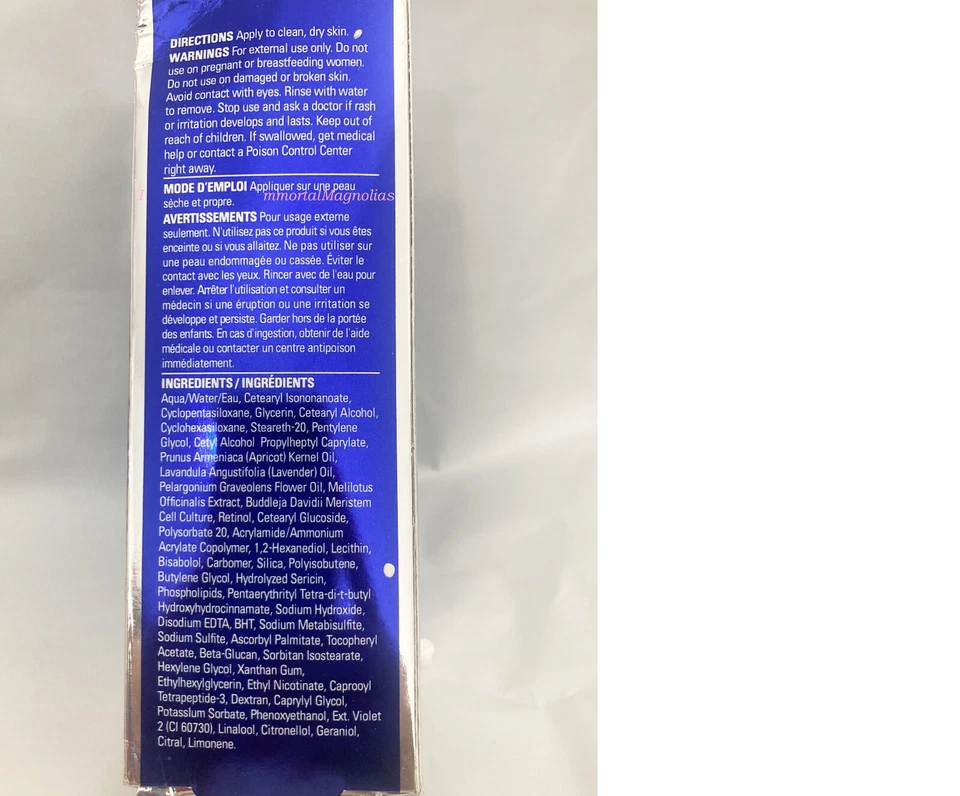 DIRECTIONS Apply to clean, dry skin.
WARNINGS For external use only. Do not
use on pregnant or breastfeeding women.
Do not use on damaged or broken skin.
Avoid contact with eyes. Rinse with water
to remove. Stop use and ask a doctor if rash
or irritation develops and lasts. Keep out of
reach of children. If swallowed, get medical
help or contact a Poison Control Center
right away.
MODE D'EMPLOI Appliquer sur une peau
mmortalMagnolias
sèche et propre.
AVERTISSEMENTS Pour usage externe
seulement. N'utilisez pas ce produit si vous êtes
enceinte ou si vous allaitez. Ne pas utiliser sur
une peau endommagée ou cassée. Éviter le
contact avec les yeux. Rincer avec de l'eau pour
enlever. Arrêter l'utilisation et consulter un
médecin si une éruption ou une irritation se
développe et persiste. Garder hors de la portée
des enfants. En cas d'ingestion, obtenir de l'aide
médicale ou contacter un centre antipoison
immédiatement.
INGREDIENTS / INGRÉDIENTS
Aqua/Water/Eau, Cetearyl Isononanoate,
Cyclopentasiloxane, Glycerin, Cetearyl Alcohol,
Cyclohexasiloxane, Steareth-20, Pentylene
Glycol, Cetyl Alcohol Propylheptyl Caprylate,
Prunus Armeniaca (Apricot) Kernel Oil,
Lavandula Angustifolia (Lavender) Oil,
Pelargonium Graveolens Flower Oil, Melilotus
Officinalis Extract, Buddleja Davidii Meristem
Cell Culture, Retinol, Cetearyl Glucoside,
Polysorbate 20, Acrylamide/Ammonium
Acrylate Copolymer, 1,2-Hexanediol, Lecithin,
Bisabolol, Carbomer, Silica, Polyisobutene,
Butylene Glycol, Hydrolyzed Sericin,
Phospholipids, Pentaerythrityl Tetra-di-t-butyl
Hydroxyhydrocinnamate, Sodium Hydroxide,
Disodium EDTA, BHT, Sodium Metabisulfite,
Sodium Sulfite, Ascorbyl Palmitate, Tocopheryl
Acetate, Beta-Glucan, Sorbitan Isostearate,
Hexylene Glycol, Xanthan Gum,
Ethylhexylglycerin, Ethyl Nicotinate, Caprooyl
Tetrapeptide-3, Dextran, Caprylyl Glycol,
Potassium Sorbate, Phenoxyethanol, Ext. Violet
2 (CI 60730), Linalool, Citronellol, Geraniol,
Citral, Limonene.